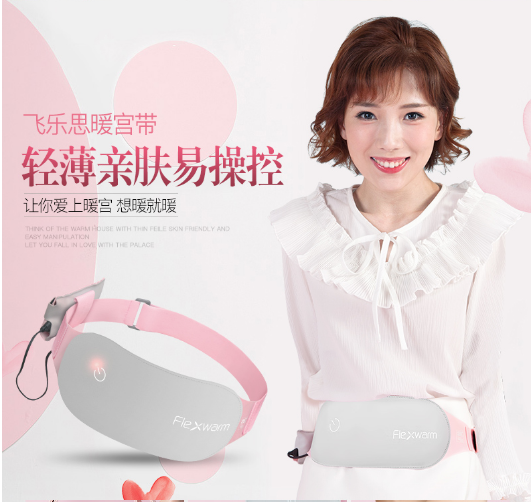 飞乐思暖宫带
轻薄亲肤易操控
让你爱上暖宫 想暖就暖
THINK OF THE WARM HOUSE WITH THIN FEILE SKIN FRIENDLY AND
EASY MANIPULATION
LET YOU FALL IN LOVE WITH THE PALACE
Flexwarm
Flexwarm